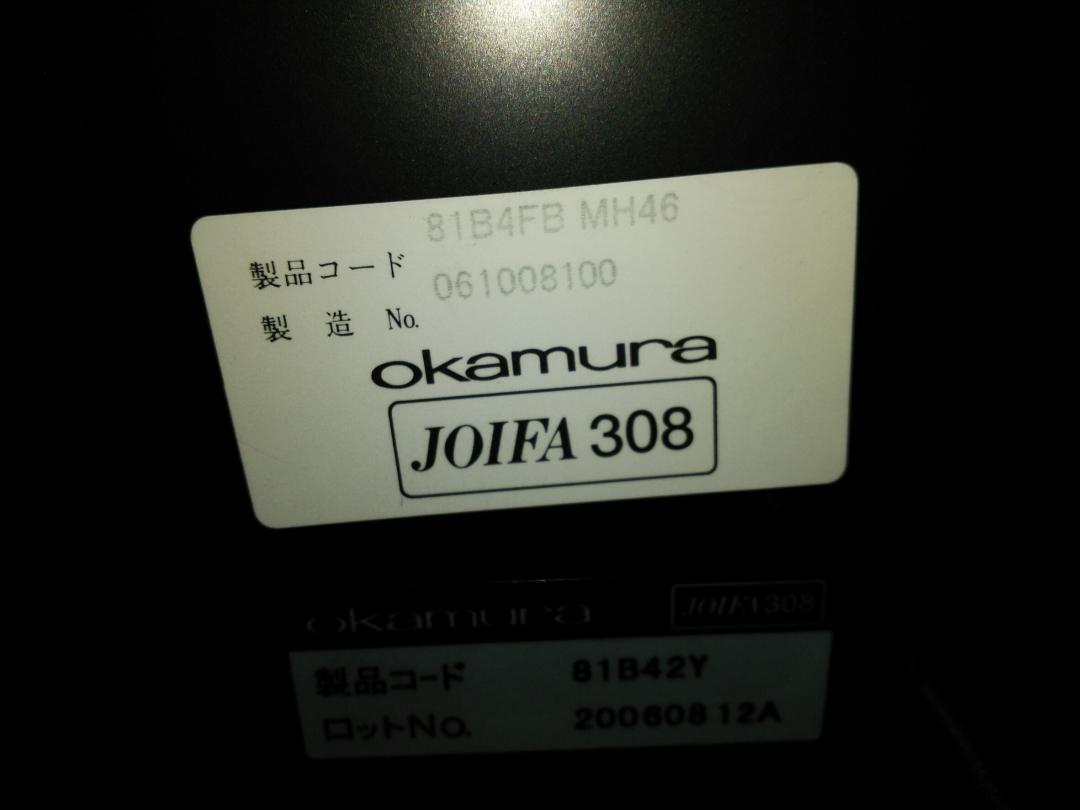 81B4FB MH46
製品コード
061008100
製 造 No.
okamura
JOIFA 308
okamura JOIFA308
製品コード 81B42Y
ロットNo. 20060812A